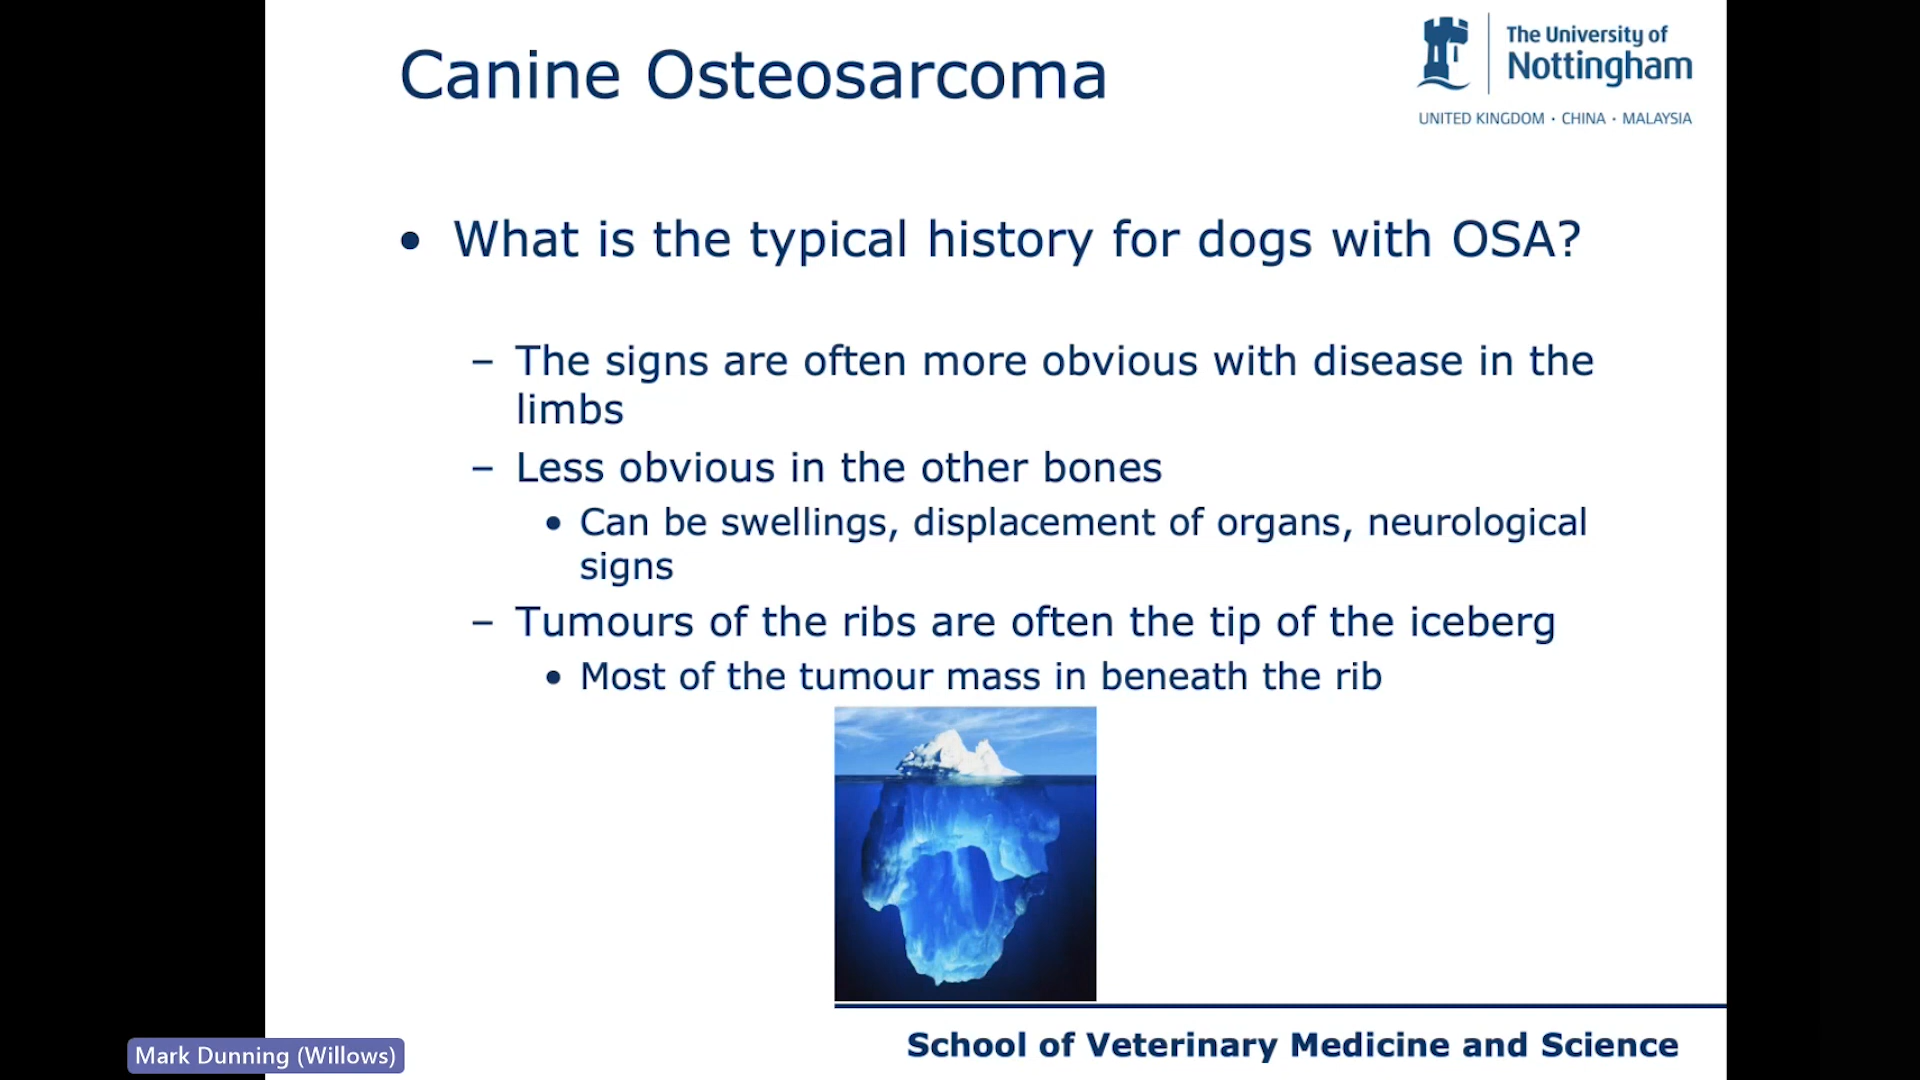 Canine Osteosarcoma
The University of
Nottingham
UNITED KINGDOM · CHINA · MALAYSIA
• What is the typical history for dogs with OSA?
– The signs are often more obvious with disease in the
limbs
– Less obvious in the other bones
• Can be swellings, displacement of organs, neurological
signs
– Tumours of the ribs are often the tip of the iceberg
• Most of the tumour mass in beneath the rib
School of Veterinary Medicine and Science
Mark Dunning (Willows)